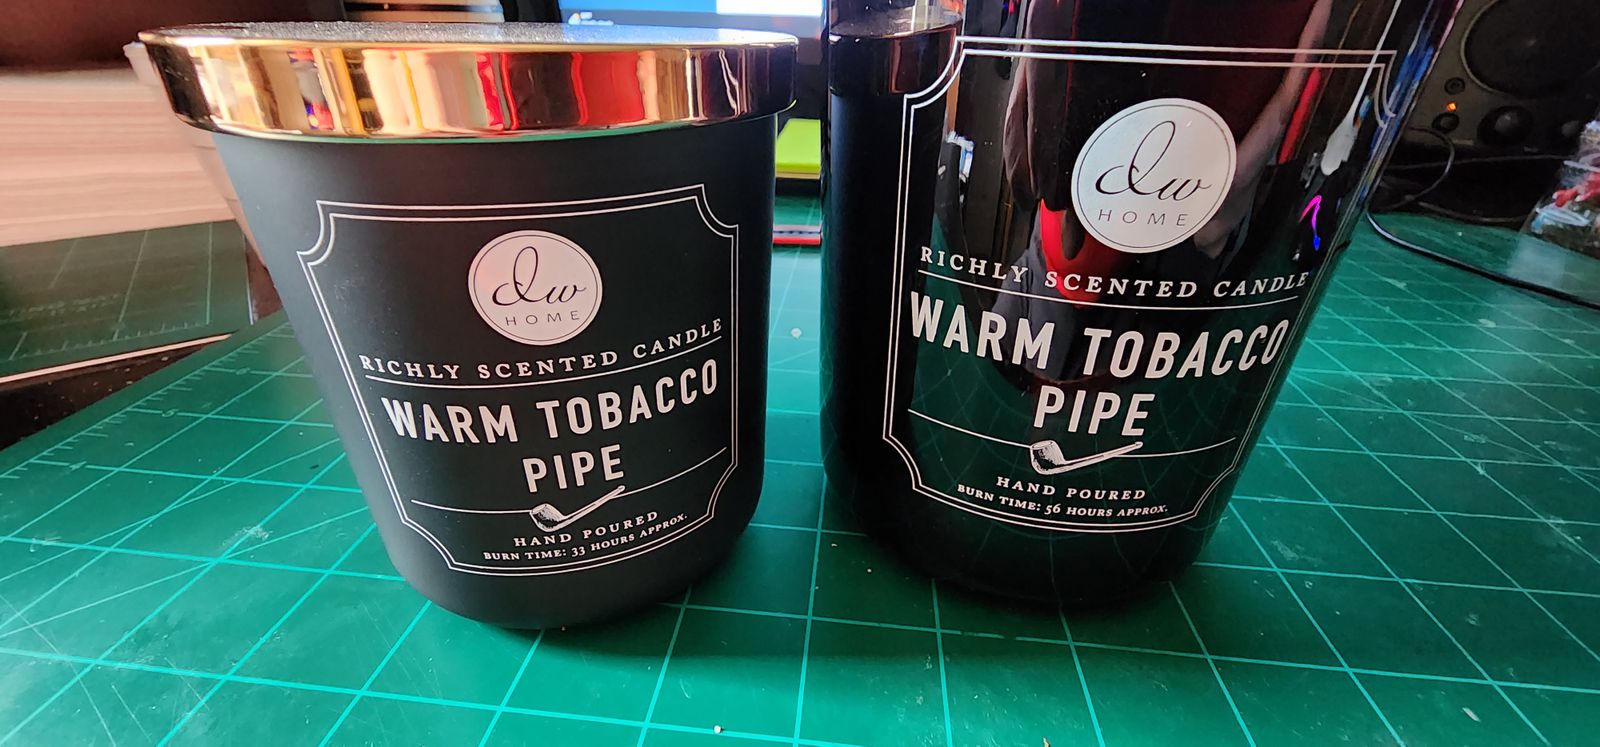 dw
HOME
RICHLY SCENTED CANDLE
WARM TOBACCO
PIPE
HAND POURED
BURN TIME: 33 HOURS APPROX.
dw
HOME
RICHLY SCENTED CANDLE
WARM TOBACCO
PIPE
HAND POURED
BURN TIME: 56 HOURS APPROX.